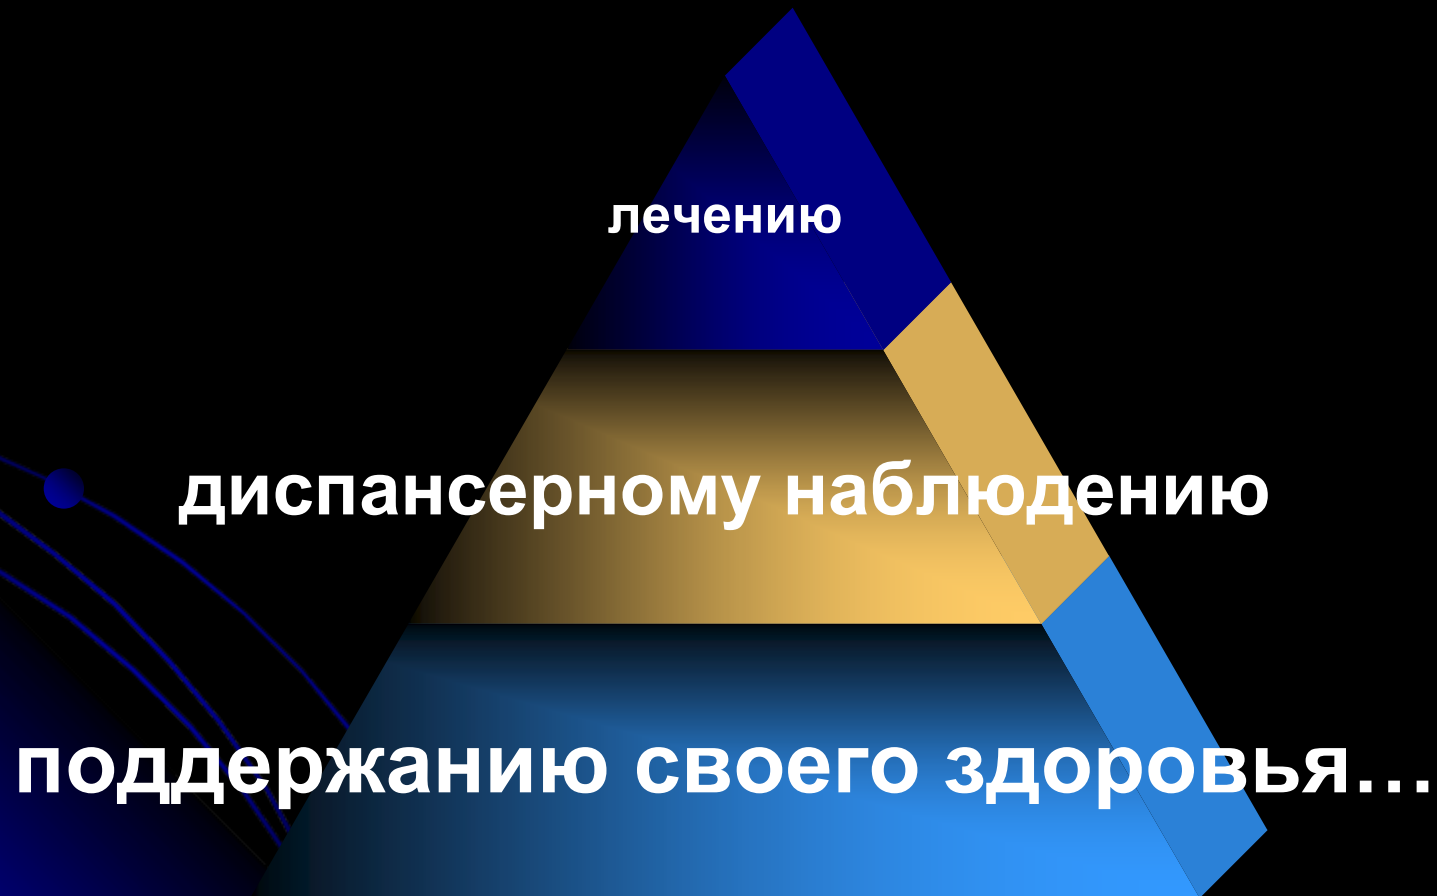 лечению
диспансерному наблюдению
поддержанию своего здоровья…